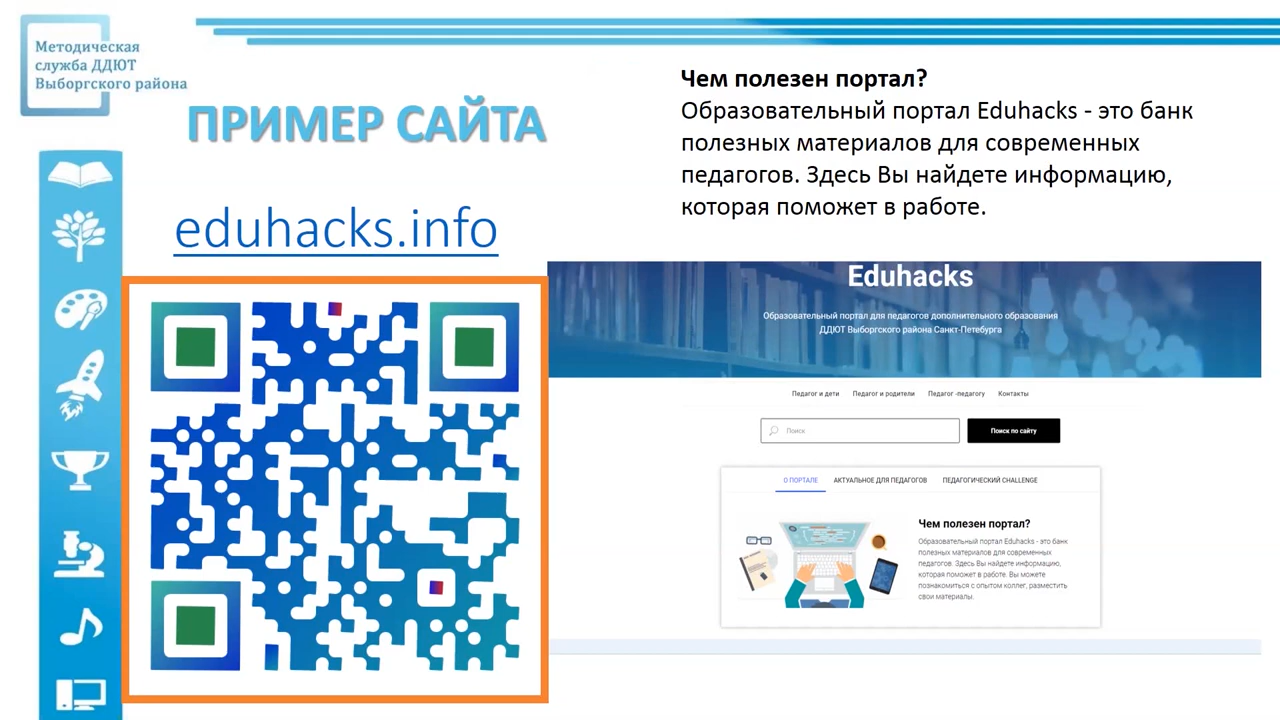 Методическая
служба ДДЮТ
Выборгского района
ПРИМЕР САЙТА
eduhacks.info
Чем полезен портал?
Образовательный портал Eduhacks - это банк
полезных материалов для современных
педагогов. Здесь Вы найдете информацию,
которая поможет в работе.
Eduhacks
Образовательный портал для педагогов дополнительного образования
ДДЮТ Выборгского района Санкт-Петебурга
Педагог и дети Педагог и родители Педагог -педагогу Контакты
Поиск Поиск по сайту
О ПОРТАЛЕ АКТУАЛЬНОЕ ДЛЯ ПЕДАГОГОВ ПЕДАГОГИЧЕСКИЙ CHALLENGE
Чем полезен портал?
Образовательный портал Eduhacks - это банк
полезных материалов для современных
педагогов. Здесь Вы найдете информацию,
которая поможет в работе. Вы можете
познакомиться с опытом коллег, разместить
свои материалы.